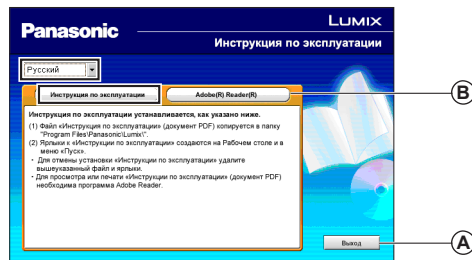 Panasonic
LUMIX
Инструкция по эксплуатации
Русский
Инструкция по эксплуатации
Adobe(R) Reader(R)
Инструкция по эксплуатации устанавливается, как указано ниже.
(1) Файл «Инструкция по эксплуатации» (документ PDF) копируется в папку
"Program Files\Panasonic\Lumix\".
(2) Ярлыки к «Инструкции по эксплуатации» создаются на Рабочем столе и в
меню «Пуск».
· Для отмены установки «Инструкции по эксплуатации» удалите
вышеуказанный файл и ярлыки.
· Для просмотра или печати «Инструкции по эксплуатации» (документ PDF)
необходима программа Adobe Reader.
Выход
B
A